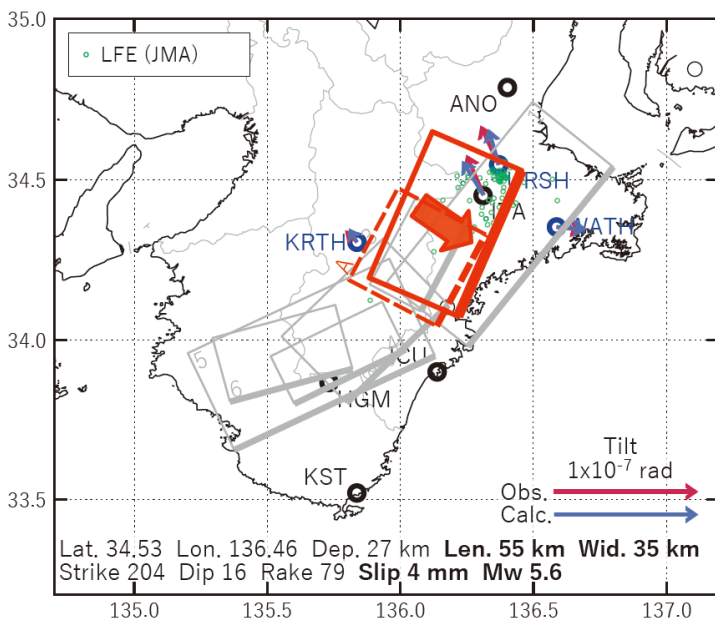 35.0
LFE (JMA)
ANO
34.5
RSH
A
KRTH
WATH
A
34.0
ICU
5
6
HGM
Tilt
1x10⁻⁷ rad
KST
Obs.
33.5
Calc.
Lat. 34.53 Lon. 136.46 Dep. 27 km Len. 55 km Wid. 35 km
Strike 204 Dip 16 Rake 79 Slip 4 mm Mw 5.6
135.0 135.5 136.0 136.5 137.0